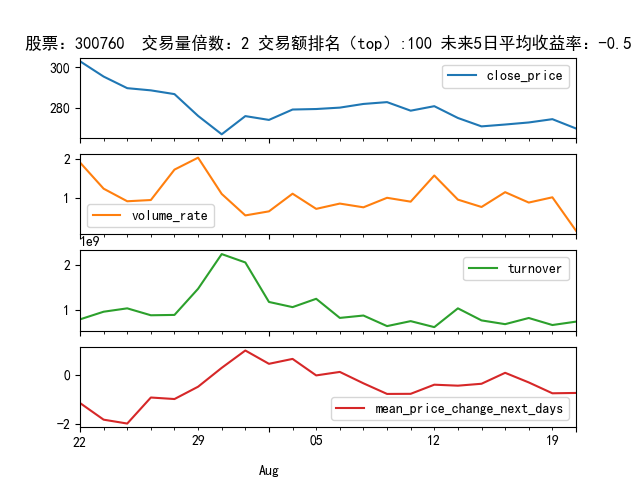 股票：300760 交易量倍数：2 交易额排名（top）:100 未来5日平均收益率：-0.5
300
280
close_price
2
1
volume_rate
1e9
2
1
turnover
0
-2
mean_price_change_next_days
22
29
05
12
19
Aug